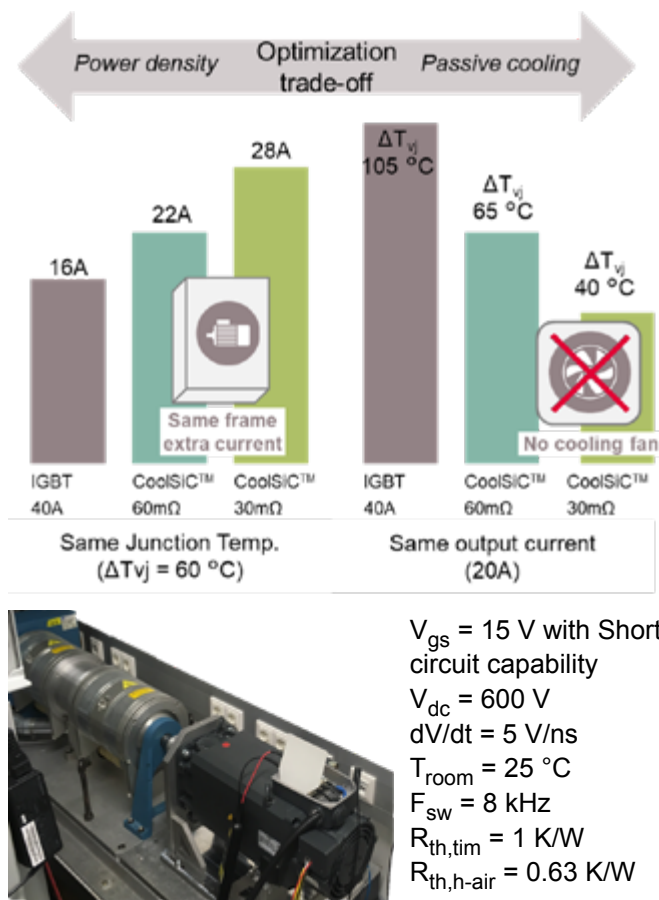 Power density Optimization trade-off Passive cooling
16A
22A
28A
Same frame
extra current
ΔTvj
105 °C
ΔTvj
65 °C
ΔTvj
40 °C
No cooling fan
IGBT
40A
CoolSiC™
60mΩ
CoolSiC™
30mΩ
IGBT
40A
CoolSiC™
60mΩ
CoolSiC™
30mΩ
Same Junction Temp.
(ΔTvj = 60 °C)
Same output current
(20A)
Vgs = 15 V with Short
circuit capability
Vdc = 600 V
dV/dt = 5 V/ns
Troom = 25 °C
Fsw = 8 kHz
Rth,tim = 1 K/W
Rth,h-air = 0.63 K/W